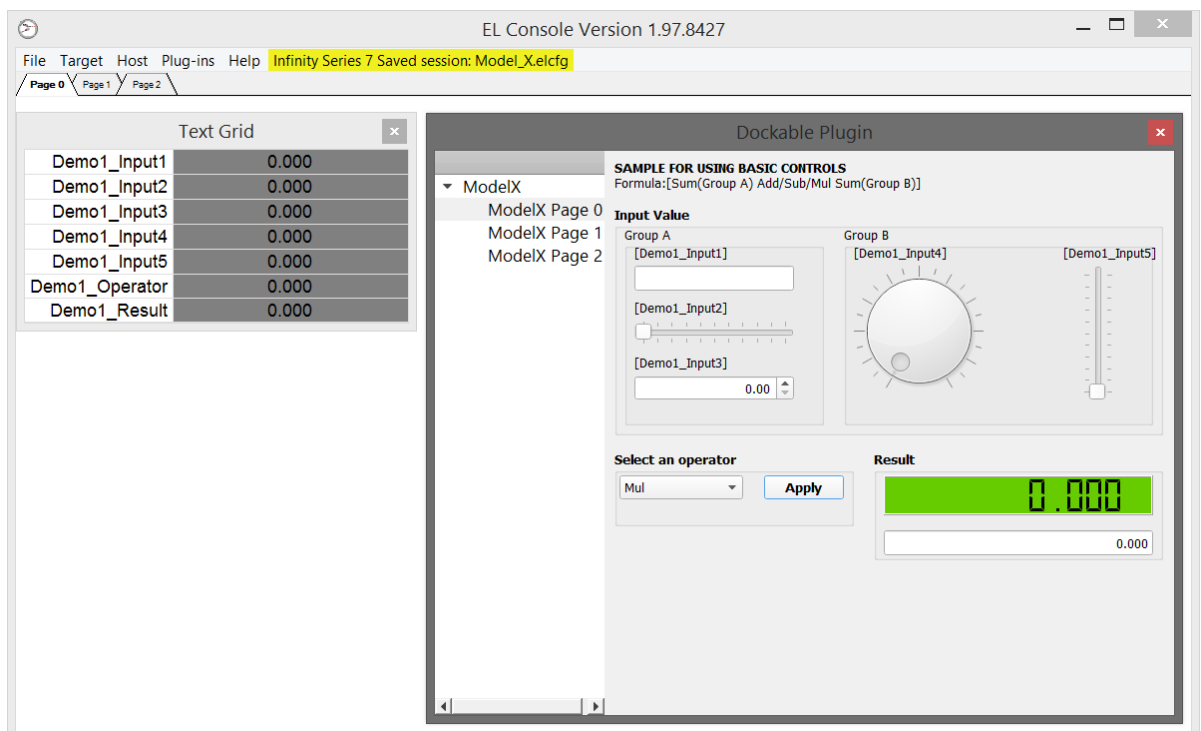 EL Console Version 1.97.8427
File Target Host Plug-ins Help Infinity Series 7 Saved session: Model_X.elcfg
Page 0 Page 1 Page 2
Text Grid
Demo1_Input1 0.000
Demo1_Input2 0.000
Demo1_Input3 0.000
Demo1_Input4 0.000
Demo1_Input5 0.000
Demo1_Operator 0.000
Demo1_Result 0.000
Dockable Plugin
ModelX
ModelX Page 0
ModelX Page 1
ModelX Page 2
SAMPLE FOR USING BASIC CONTROLS
Formula:[Sum(Group A) Add/Sub/Mul Sum(Group B)]
Input Value
Group A
[Demo1_Input1]
[Demo1_Input2]
[Demo1_Input3]
0.00
Group B
[Demo1_Input4] [Demo1_Input5]
Select an operator
Mul Apply
Result
0.000
0.000